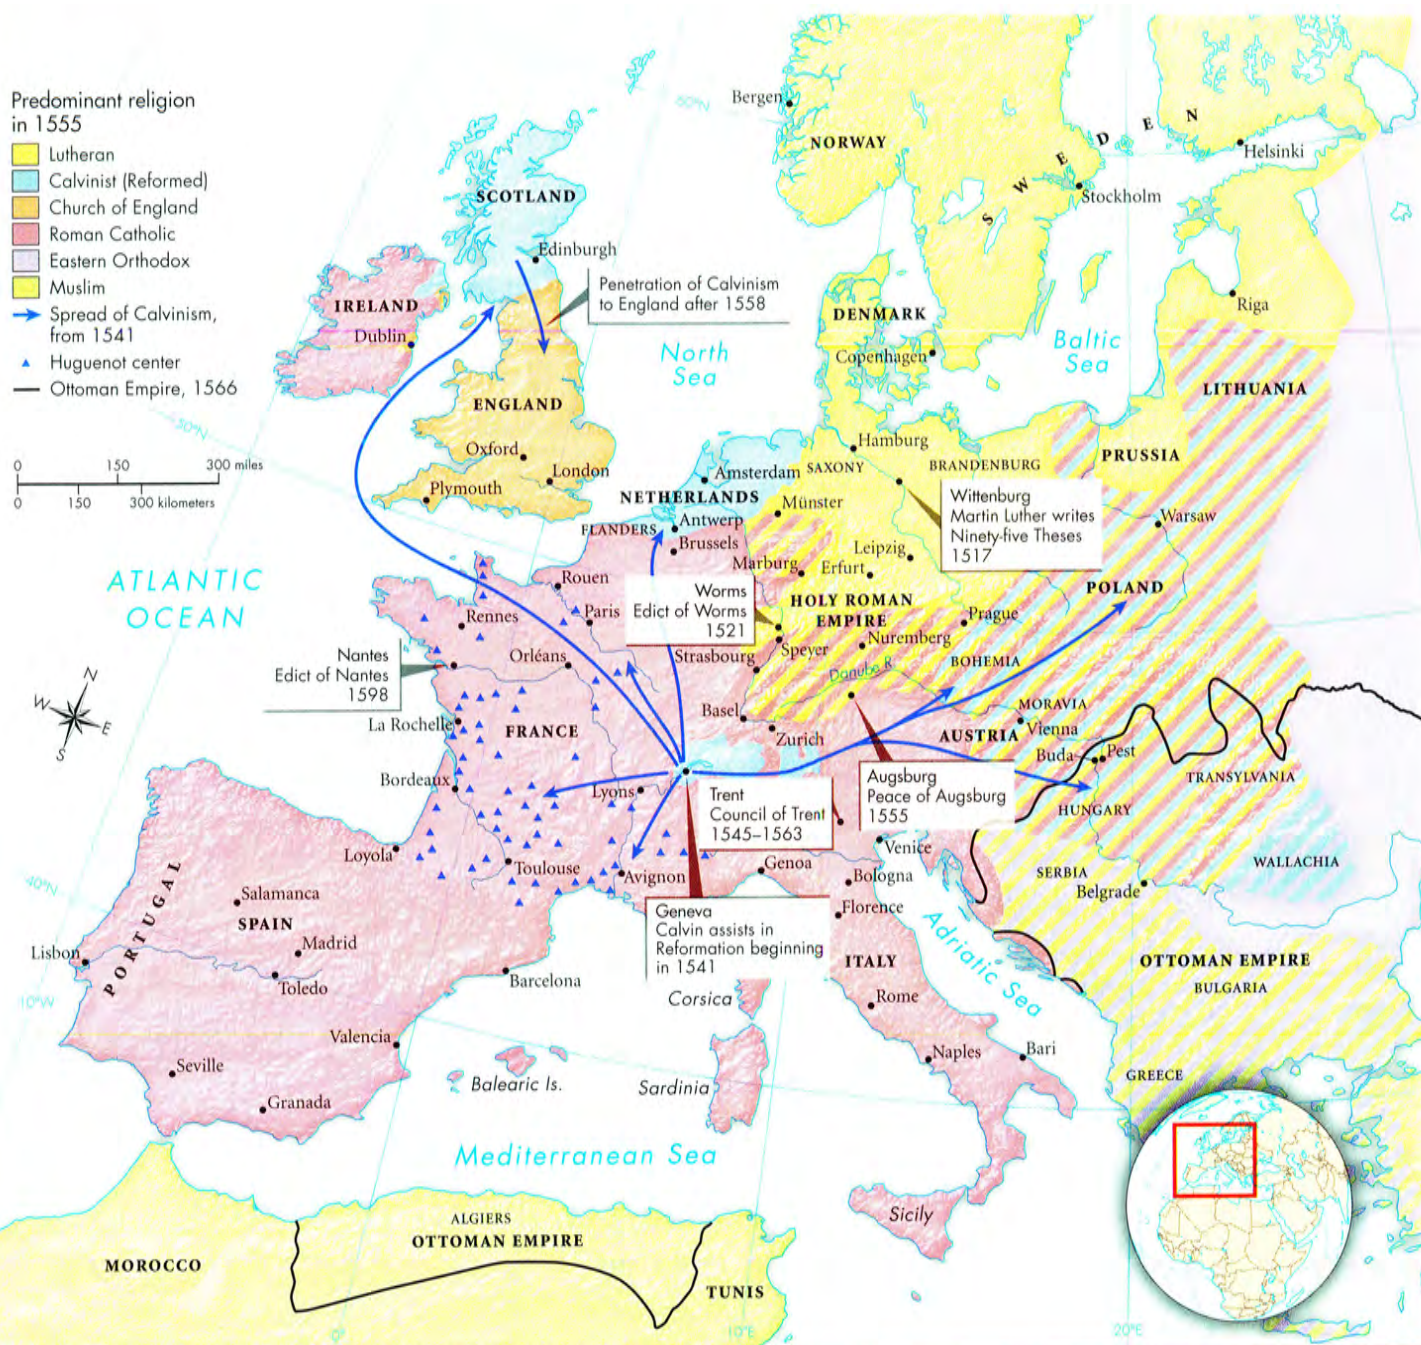 Predominant religion
in 1555
Lutheran
Calvinist (Reformed)
Church of England
Roman Catholic
Eastern Orthodox
Muslim
Spread of Calvinism,
from 1541
Huguenot center
Ottoman Empire, 1566
0 150 300 miles
0 150 300 kilometers
60°N
50°N
40°N
10°W
0°
10°E
20°E
N
W
E
S
Bergen
NORWAY
SWEDEN
Helsinki
Stockholm
SCOTLAND
Edinburgh
Penetration of Calvinism
to England after 1558
IRELAND
Dublin
Riga
DENMARK
Copenhagen
North
Sea
Baltic
Sea
LITHUANIA
ENGLAND
Oxford
London
Plymouth
Hamburg
SAXONY
BRANDENBURG
PRUSSIA
Amsterdam
NETHERLANDS
Münster
FLANDERS
Antwerp
Brussels
Wittenburg
Martin Luther writes
Ninety-five Theses
1517
Warsaw
Leipzig
Marburg
Erfurt
ATLANTIC
OCEAN
Rouen
Paris
Rennes
Worms
Edict of Worms
1521
HOLY ROMAN
EMPIRE
POLAND
Prague
Nuremberg
Speyer
Strasbourg
Orléans
BOHEMIA
Danube R.
Nantes
Edict of Nantes
1598
MORAVIA
Basel
La Rochelle
FRANCE
Zurich
AUSTRIA
Vienna
Buda
Pest
TRANSYLVANIA
Bordeaux
Lyons
Trent
Council of Trent
1545–1563
Augsburg
Peace of Augsburg
1555
HUNGARY
Venice
WALLACHIA
Loyola
Toulouse
Avignon
Genoa
Bologna
SERBIA
Belgrade
Salamanca
SPAIN
PORTUGAL
Madrid
Lisbon
Toledo
Barcelona
Geneva
Calvin assists in
Reformation beginning
in 1541
Florence
Adriatic Sea
ITALY
OTTOMAN EMPIRE
BULGARIA
Corsica
Rome
Valencia
Seville
Granada
Balearic Is.
Sardinia
Naples
Bari
GREECE
Mediterranean Sea
Sicily
ALGIERS
OTTOMAN EMPIRE
MOROCCO
TUNIS